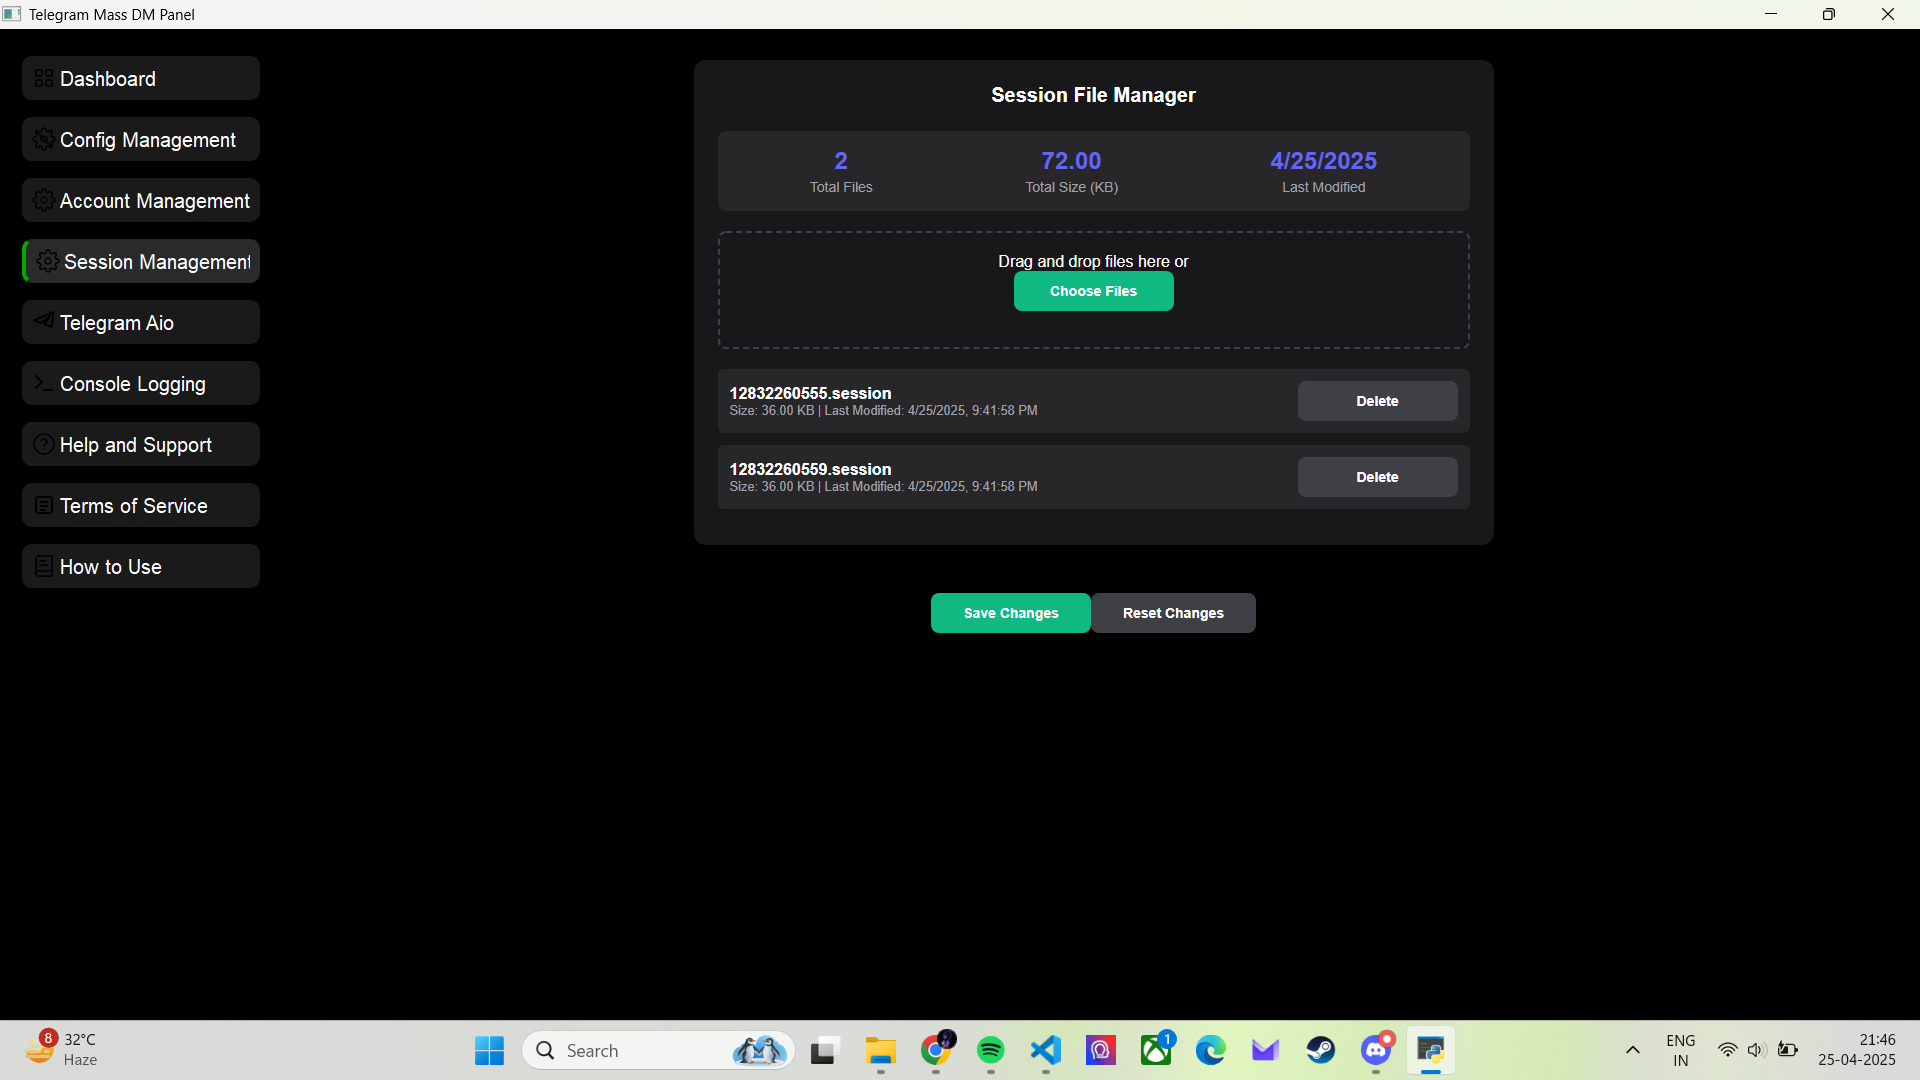 Telegram Mass DM Panel
Dashboard
Config Management
Account Management
Session Management
Telegram Aio
Console Logging
Help and Support
Terms of Service
How to Use
Session File Manager
2
Total Files
72.00
Total Size (KB)
4/25/2025
Last Modified
Drag and drop files here or
Choose Files
12832260555.session
Size: 36.00 KB | Last Modified: 4/25/2025, 9:41:58 PM
Delete
12832260559.session
Size: 36.00 KB | Last Modified: 4/25/2025, 9:41:58 PM
Delete
Save Changes
Reset Changes
8
32°C
Haze
Search
1
ENG
IN
21:46
25-04-2025